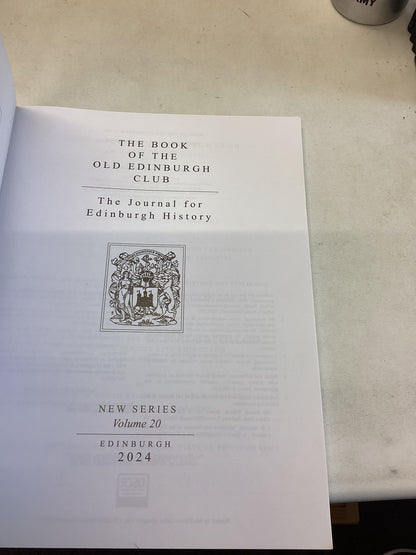 THE BOOK
OF THE
OLD EDINBURGH
CLUB
The Journal for
Edinburgh History
NEW SERIES
Volume 20
EDINBURGH
2024